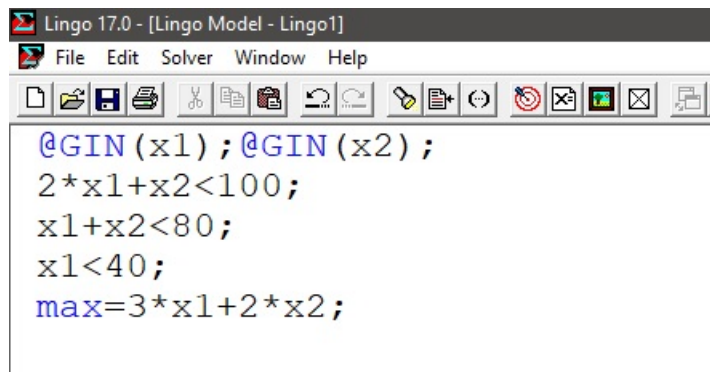 Lingo 17.0 - [Lingo Model - Lingo1]
File Edit Solver Window Help
@GIN(x1);@GIN(x2);
2*x1+x2<100;
x1+x2<80;
x1<40;
max=3*x1+2*x2;